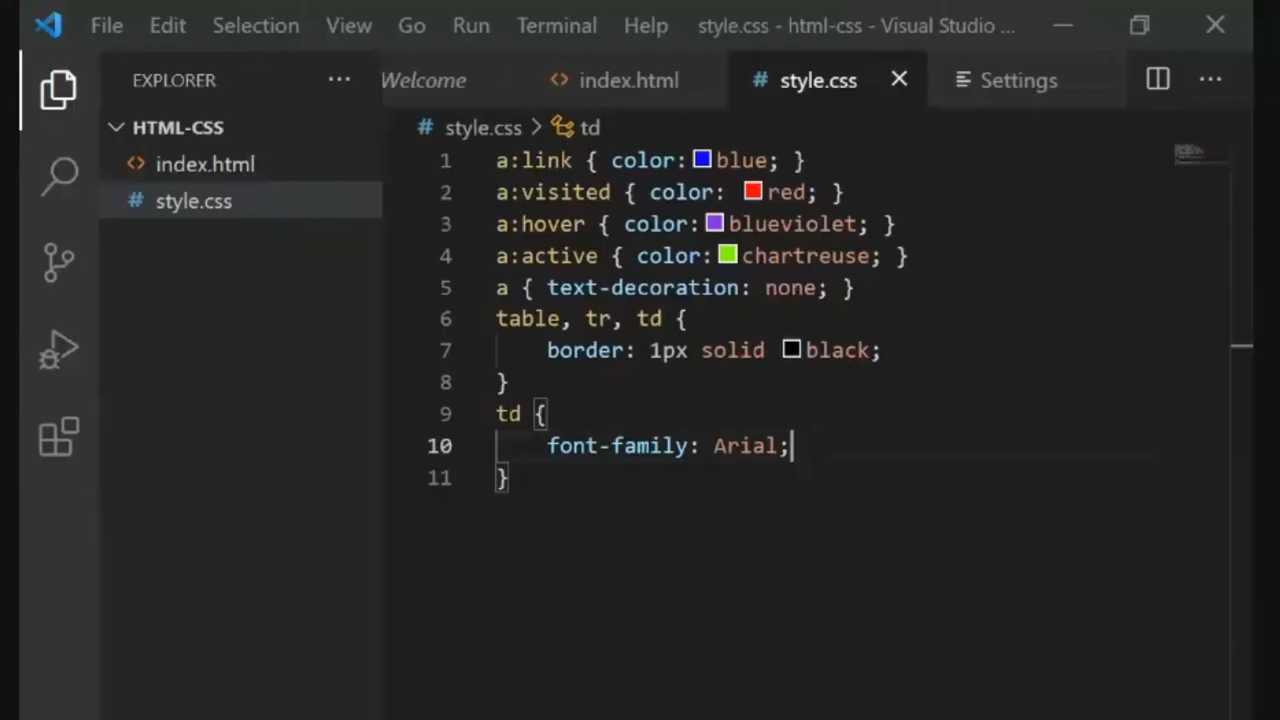 File Edit Selection View Go Run Terminal Help style.css - html-css - Visual Studio ...
EXPLORER ...
Welcome index.html style.css Settings ...
HTML-CSS
index.html
style.css
style.css > td
1 a:link { color: blue; }
2 a:visited { color: red; }
3 a:hover { color: blueviolet; }
4 a:active { color: chartreuse; }
5 a { text-decoration: none; }
6 table, tr, td {
7 border: 1px solid black;
8 }
9 td {
10 font-family: Arial;
11 }